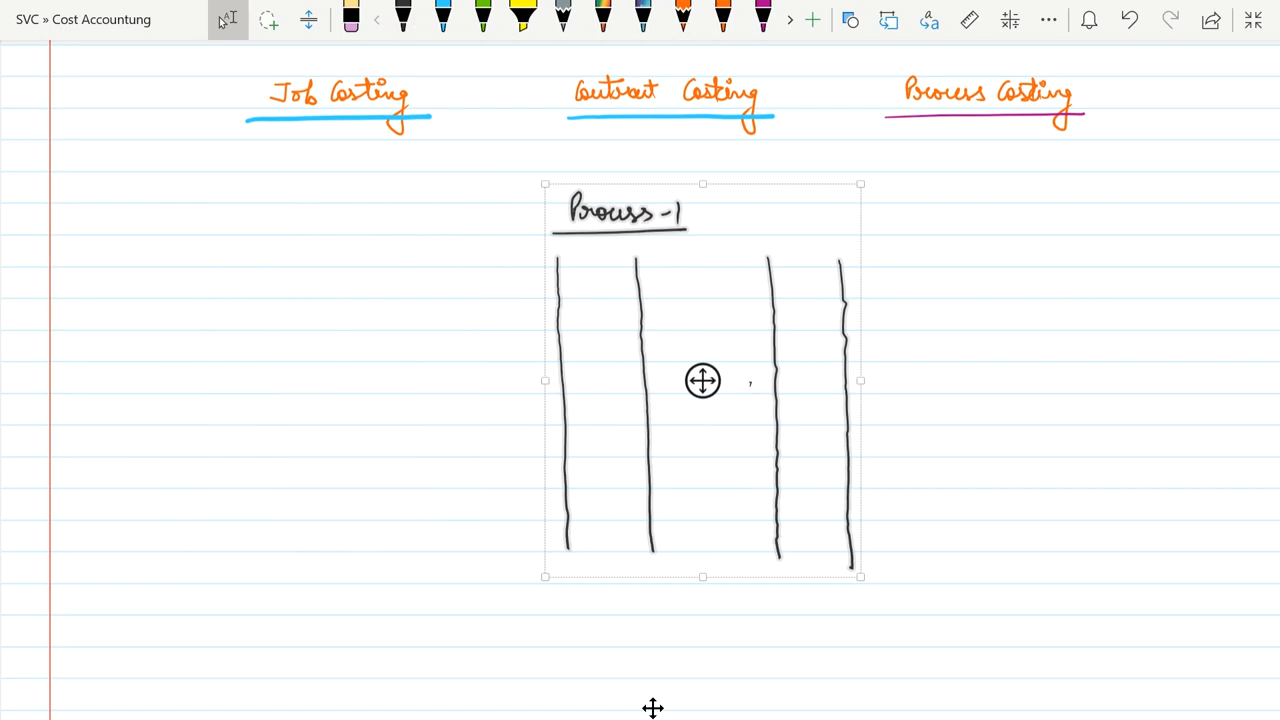 SVC » Cost Accountung
Job Costing Contract Costing Process Costing
Process -1